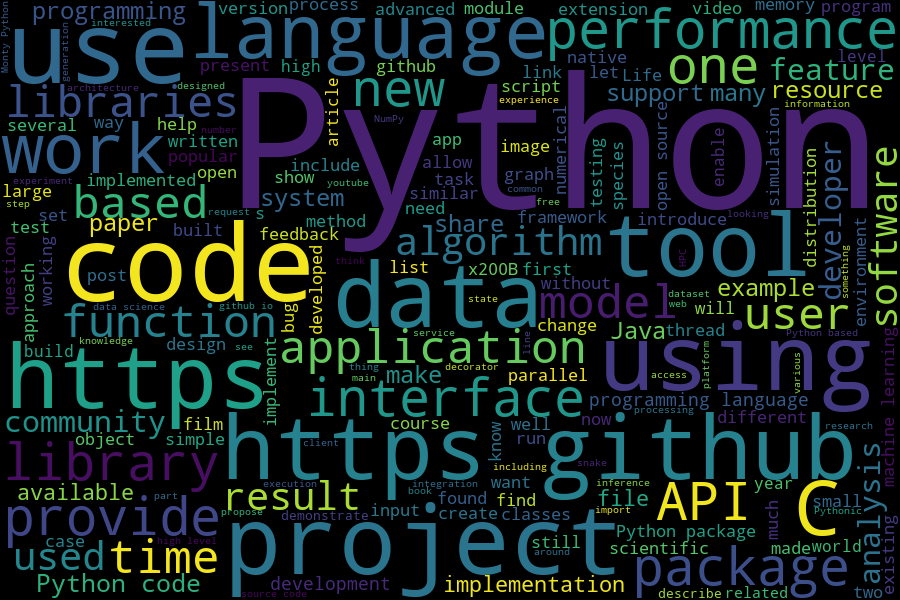 programming
version
process
advanced
module
extension
video
memory
program
Monty Python
interested
use
language
performance
generation
present
high
github
link
native
let
Life
one
feature
level
architecture
designed
libraries
new
script
experience
support
many
resource
information
several
way
help
Python
NumPy
article
work
written
popular
number
include
open
show
youtube
app
allow
task
similar
need
image
graph
common
free
numerical
testing
species
open source
enable
simulation
distribution
developer
software
experiment
large
step
implemented
based
system
request
s
set
test
paper
built
method
feedback
share
framework
introduce
looking
algorithm
tool
question
working
code
developed
think
list
x200B
first
without
HPC
environment
something
approach
post
data science
github io
bug
data
state
model
dataset
web
will
example
user
function
knowledge
design
see
build
implement
application
service
decorator
line
change
Java
thread
Python based
thing
main
make
parallel
using
access
platform
various
machine learning
https
interface
programming language
processing
community
film
object
simple
course
client
know
well
run
now
different
research
library
https
github
including
snake
want
analysis
available
result
execution
integration
book
found
find
inference
file
import
API
C
year
small
Pythonic
provide
part
propose
demonstrate
input
create
classes
project
still
around
Python package
much
scientific
made
world
existing
case
high level
used
time
Python code
source code
development
implementation
package
describe
related
two